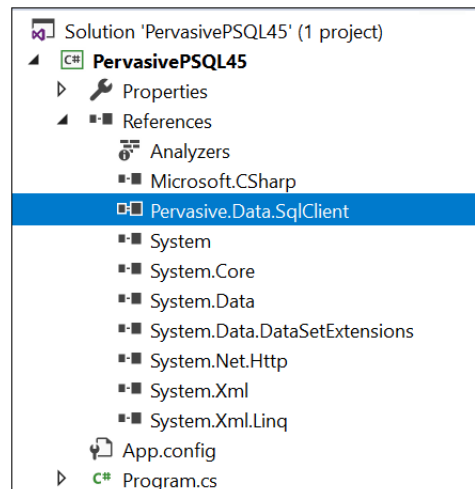 Solution 'PervasivePSQL45' (1 project)
C# PervasivePSQL45
Properties
References
Analyzers
Microsoft.CSharp
Pervasive.Data.SqlClient
System
System.Core
System.Data
System.Data.DataSetExtensions
System.Net.Http
System.Xml
System.Xml.Linq
App.config
C# Program.cs